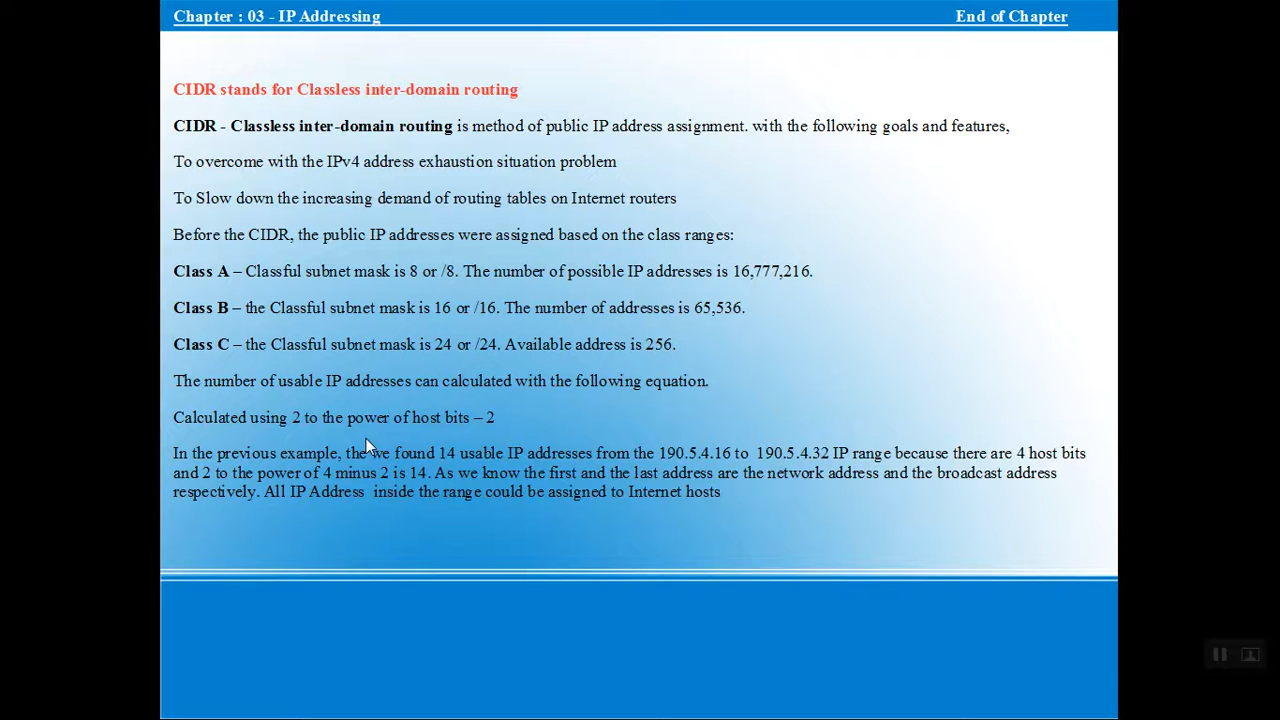 Chapter : 03 - IP Addressing
End of Chapter
CIDR stands for Classless inter-domain routing
CIDR - Classless inter-domain routing is method of public IP address assignment. with the following goals and features,
To overcome with the IPv4 address exhaustion situation problem
To Slow down the increasing demand of routing tables on Internet routers
Before the CIDR, the public IP addresses were assigned based on the class ranges:
Class A – Classful subnet mask is 8 or /8. The number of possible IP addresses is 16,777,216.
Class B – the Classful subnet mask is 16 or /16. The number of addresses is 65,536.
Class C – the Classful subnet mask is 24 or /24. Available address is 256.
The number of usable IP addresses can calculated with the following equation.
Calculated using 2 to the power of host bits – 2
In the previous example, the we found 14 usable IP addresses from the 190.5.4.16 to 190.5.4.32 IP range because there are 4 host bits
and 2 to the power of 4 minus 2 is 14. As we know the first and the last address are the network address and the broadcast address
respectively. All IP Address inside the range could be assigned to Internet hosts